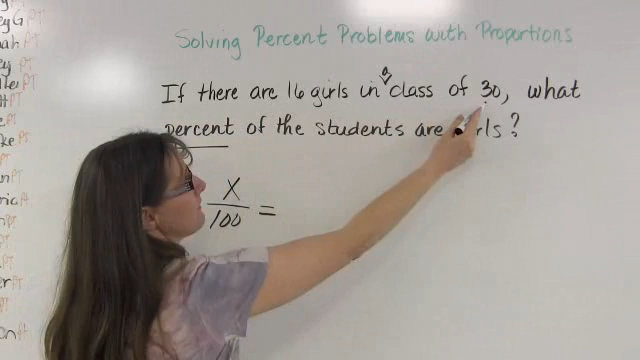 Solving Percent Problems with Proportions
If there are 16 girls in a class of 30, what
percent of the students are girls?
X
100 =